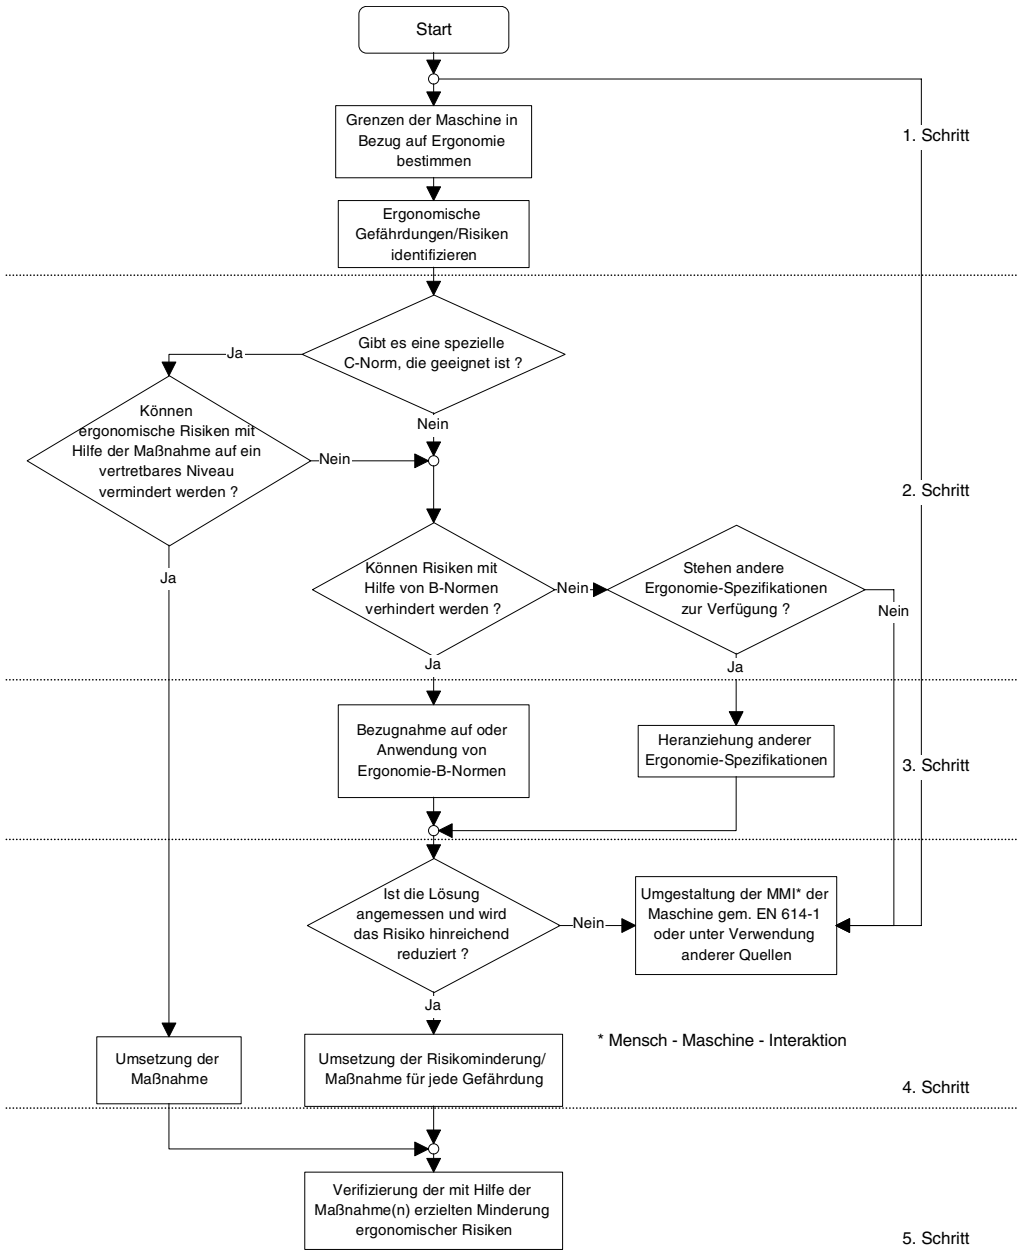 Start
Grenzen der Maschine in
Bezug auf Ergonomie
bestimmen
1. Schritt
Ergonomische
Gefährdungen/Risiken
identifizieren
Gibt es eine spezielle
C-Norm, die geeignet ist ?
Ja
Nein
Können
ergonomische Risiken mit
Hilfe der Maßnahme auf ein
vertretbares Niveau
vermindert werden ?
Nein
Ja
2. Schritt
Können Risiken mit
Hilfe von B-Normen
verhindert werden ?
Nein
Ja
Stehen andere
Ergonomie-Spezifikationen
zur Verfügung ?
Nein
Ja
Bezugnahme auf oder
Anwendung von
Ergonomie-B-Normen
Heranziehung anderer
Ergonomie-Spezifikationen
3. Schritt
Ist die Lösung
angemessen und wird
das Risiko hinreichend
reduziert ?
Nein
Ja
Umgestaltung der MMI* der
Maschine gem. EN 614-1
oder unter Verwendung
anderer Quellen
* Mensch - Maschine - Interaktion
Umsetzung der
Maßnahme
Umsetzung der Risikominderung/
Maßnahme für jede Gefährdung
4. Schritt
Verifizierung der mit Hilfe der
Maßnahme(n) erzielten Minderung
ergonomischer Risiken
5. Schritt